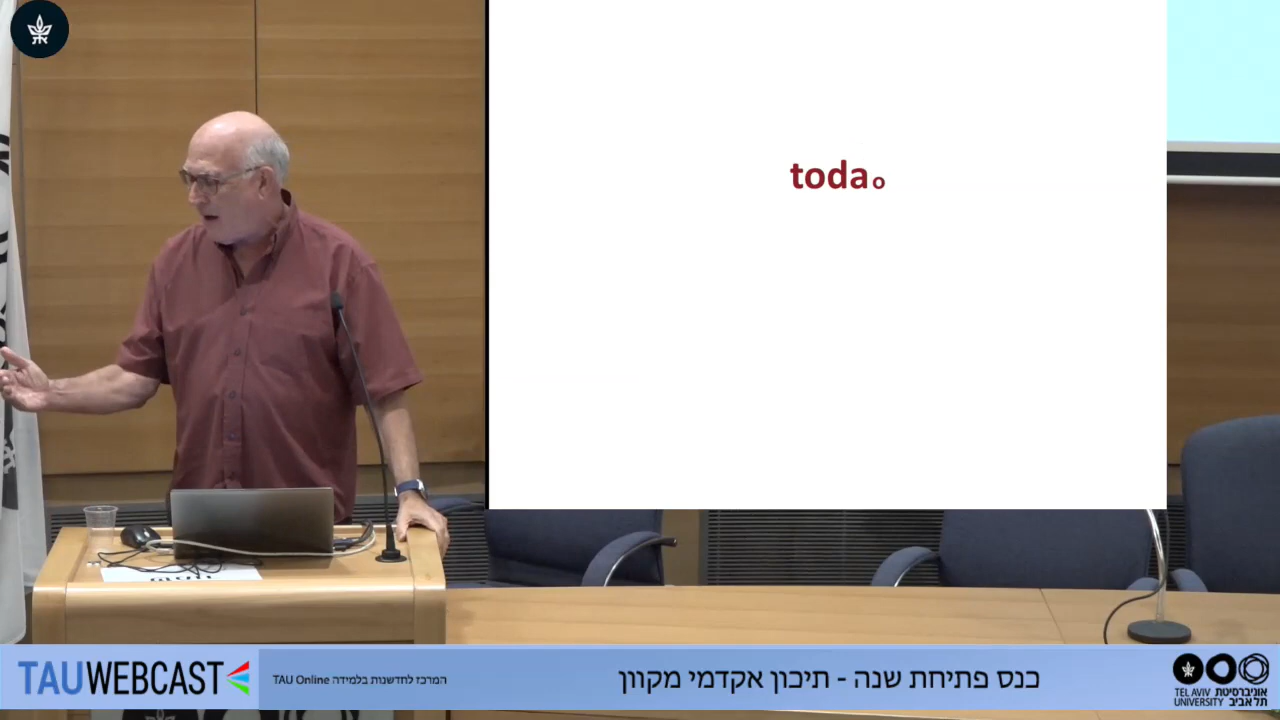 toda o
TAUWEBCAST
המרכז לחדשנות בלמידה TAU Online
כנס פתיחת שנה - תיכון אקדמי מקוון
TEL AVIV אוניברסיטת
UNIVERSITY תל אביב